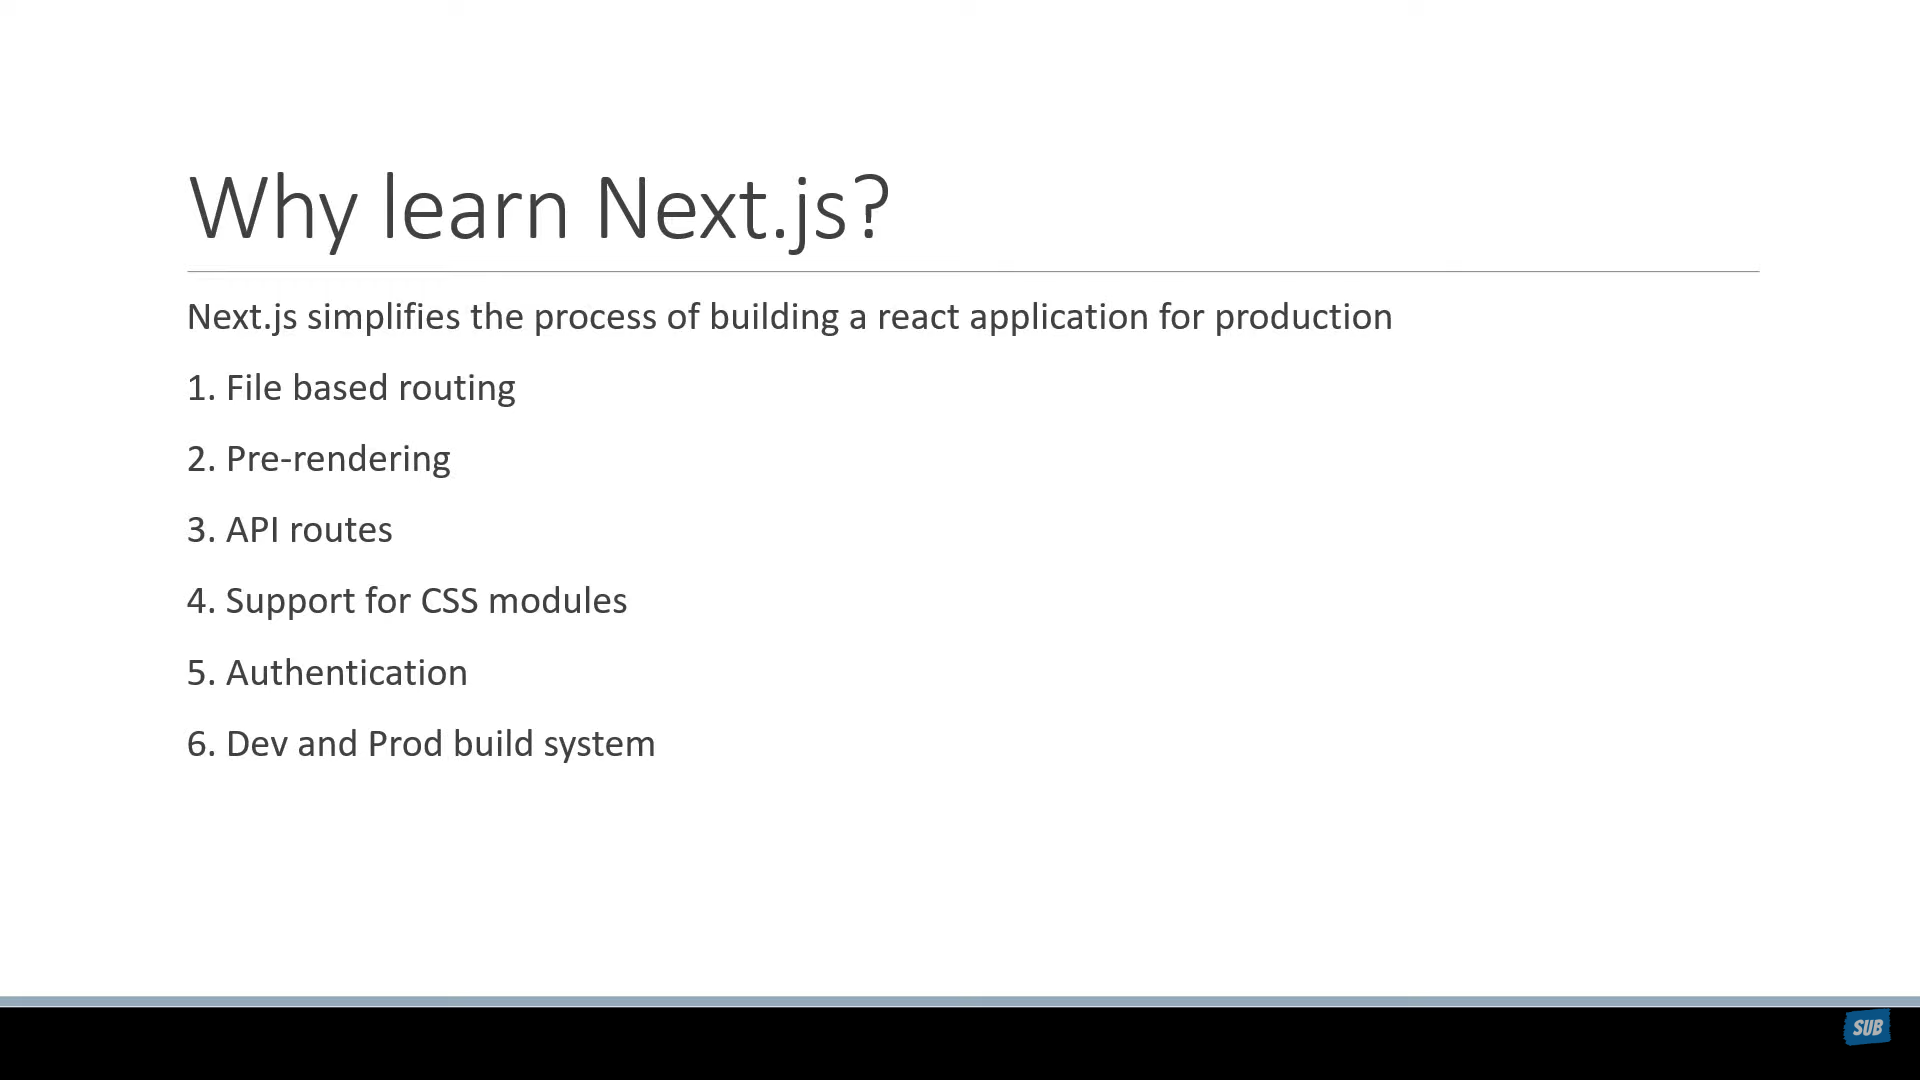 Why learn Next.js?
Next.js simplifies the process of building a react application for production
1. File based routing
2. Pre-rendering
3. API routes
4. Support for CSS modules
5. Authentication
6. Dev and Prod build system
SUB